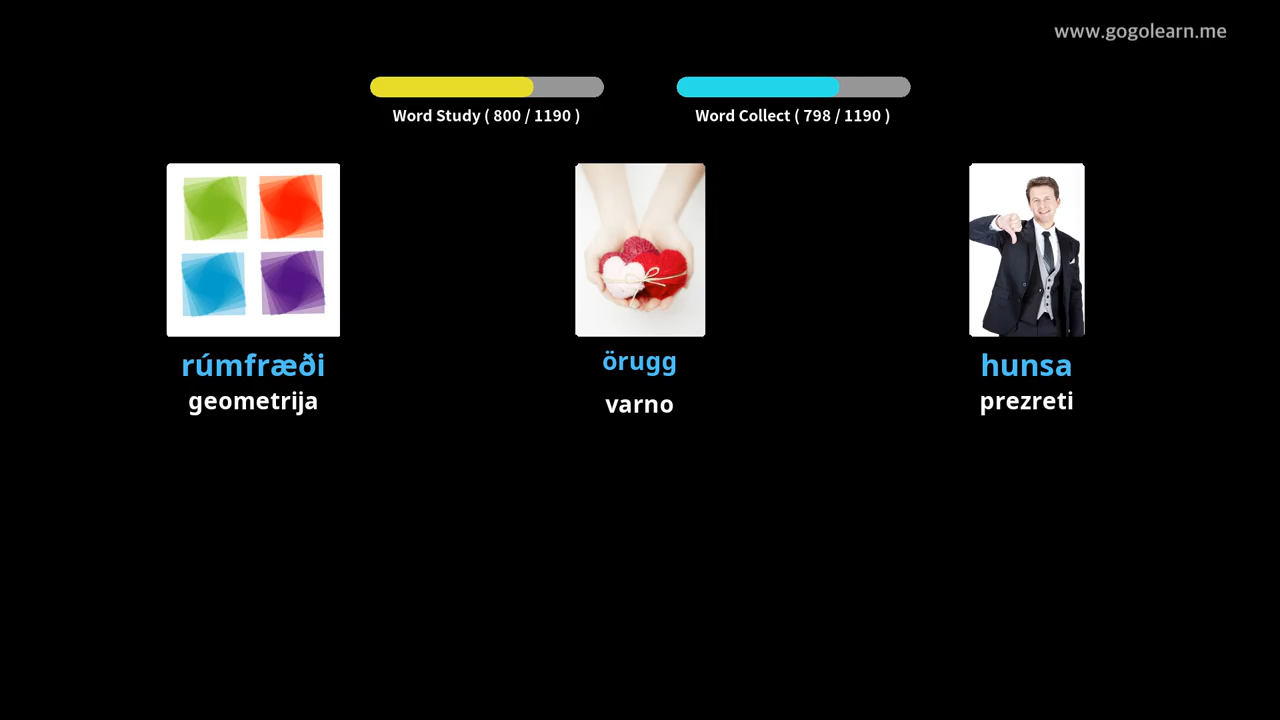 www.gogolearn.me
Word Study ( 800 / 1190 )
Word Collect ( 798 / 1190 )
rúmfræði
geometrija
örugg
varno
hunsa
prezreti